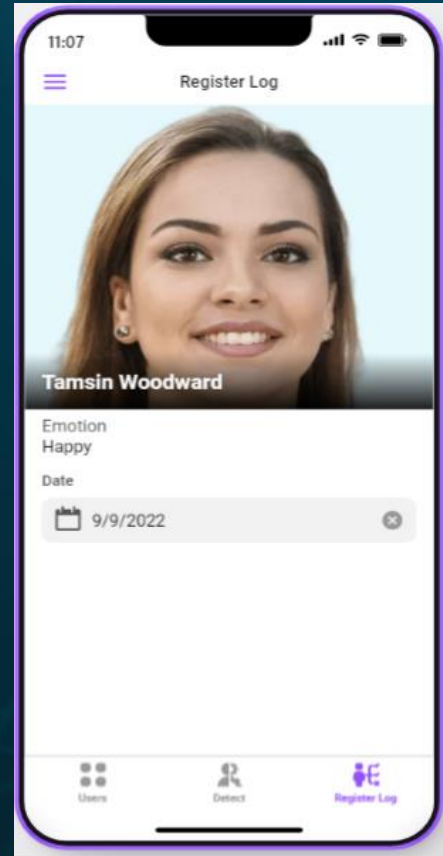 11:07
Register Log
Tamsin Woodward
Emotion
Happy
Date
9/9/2022
Users
Detect
Register Log